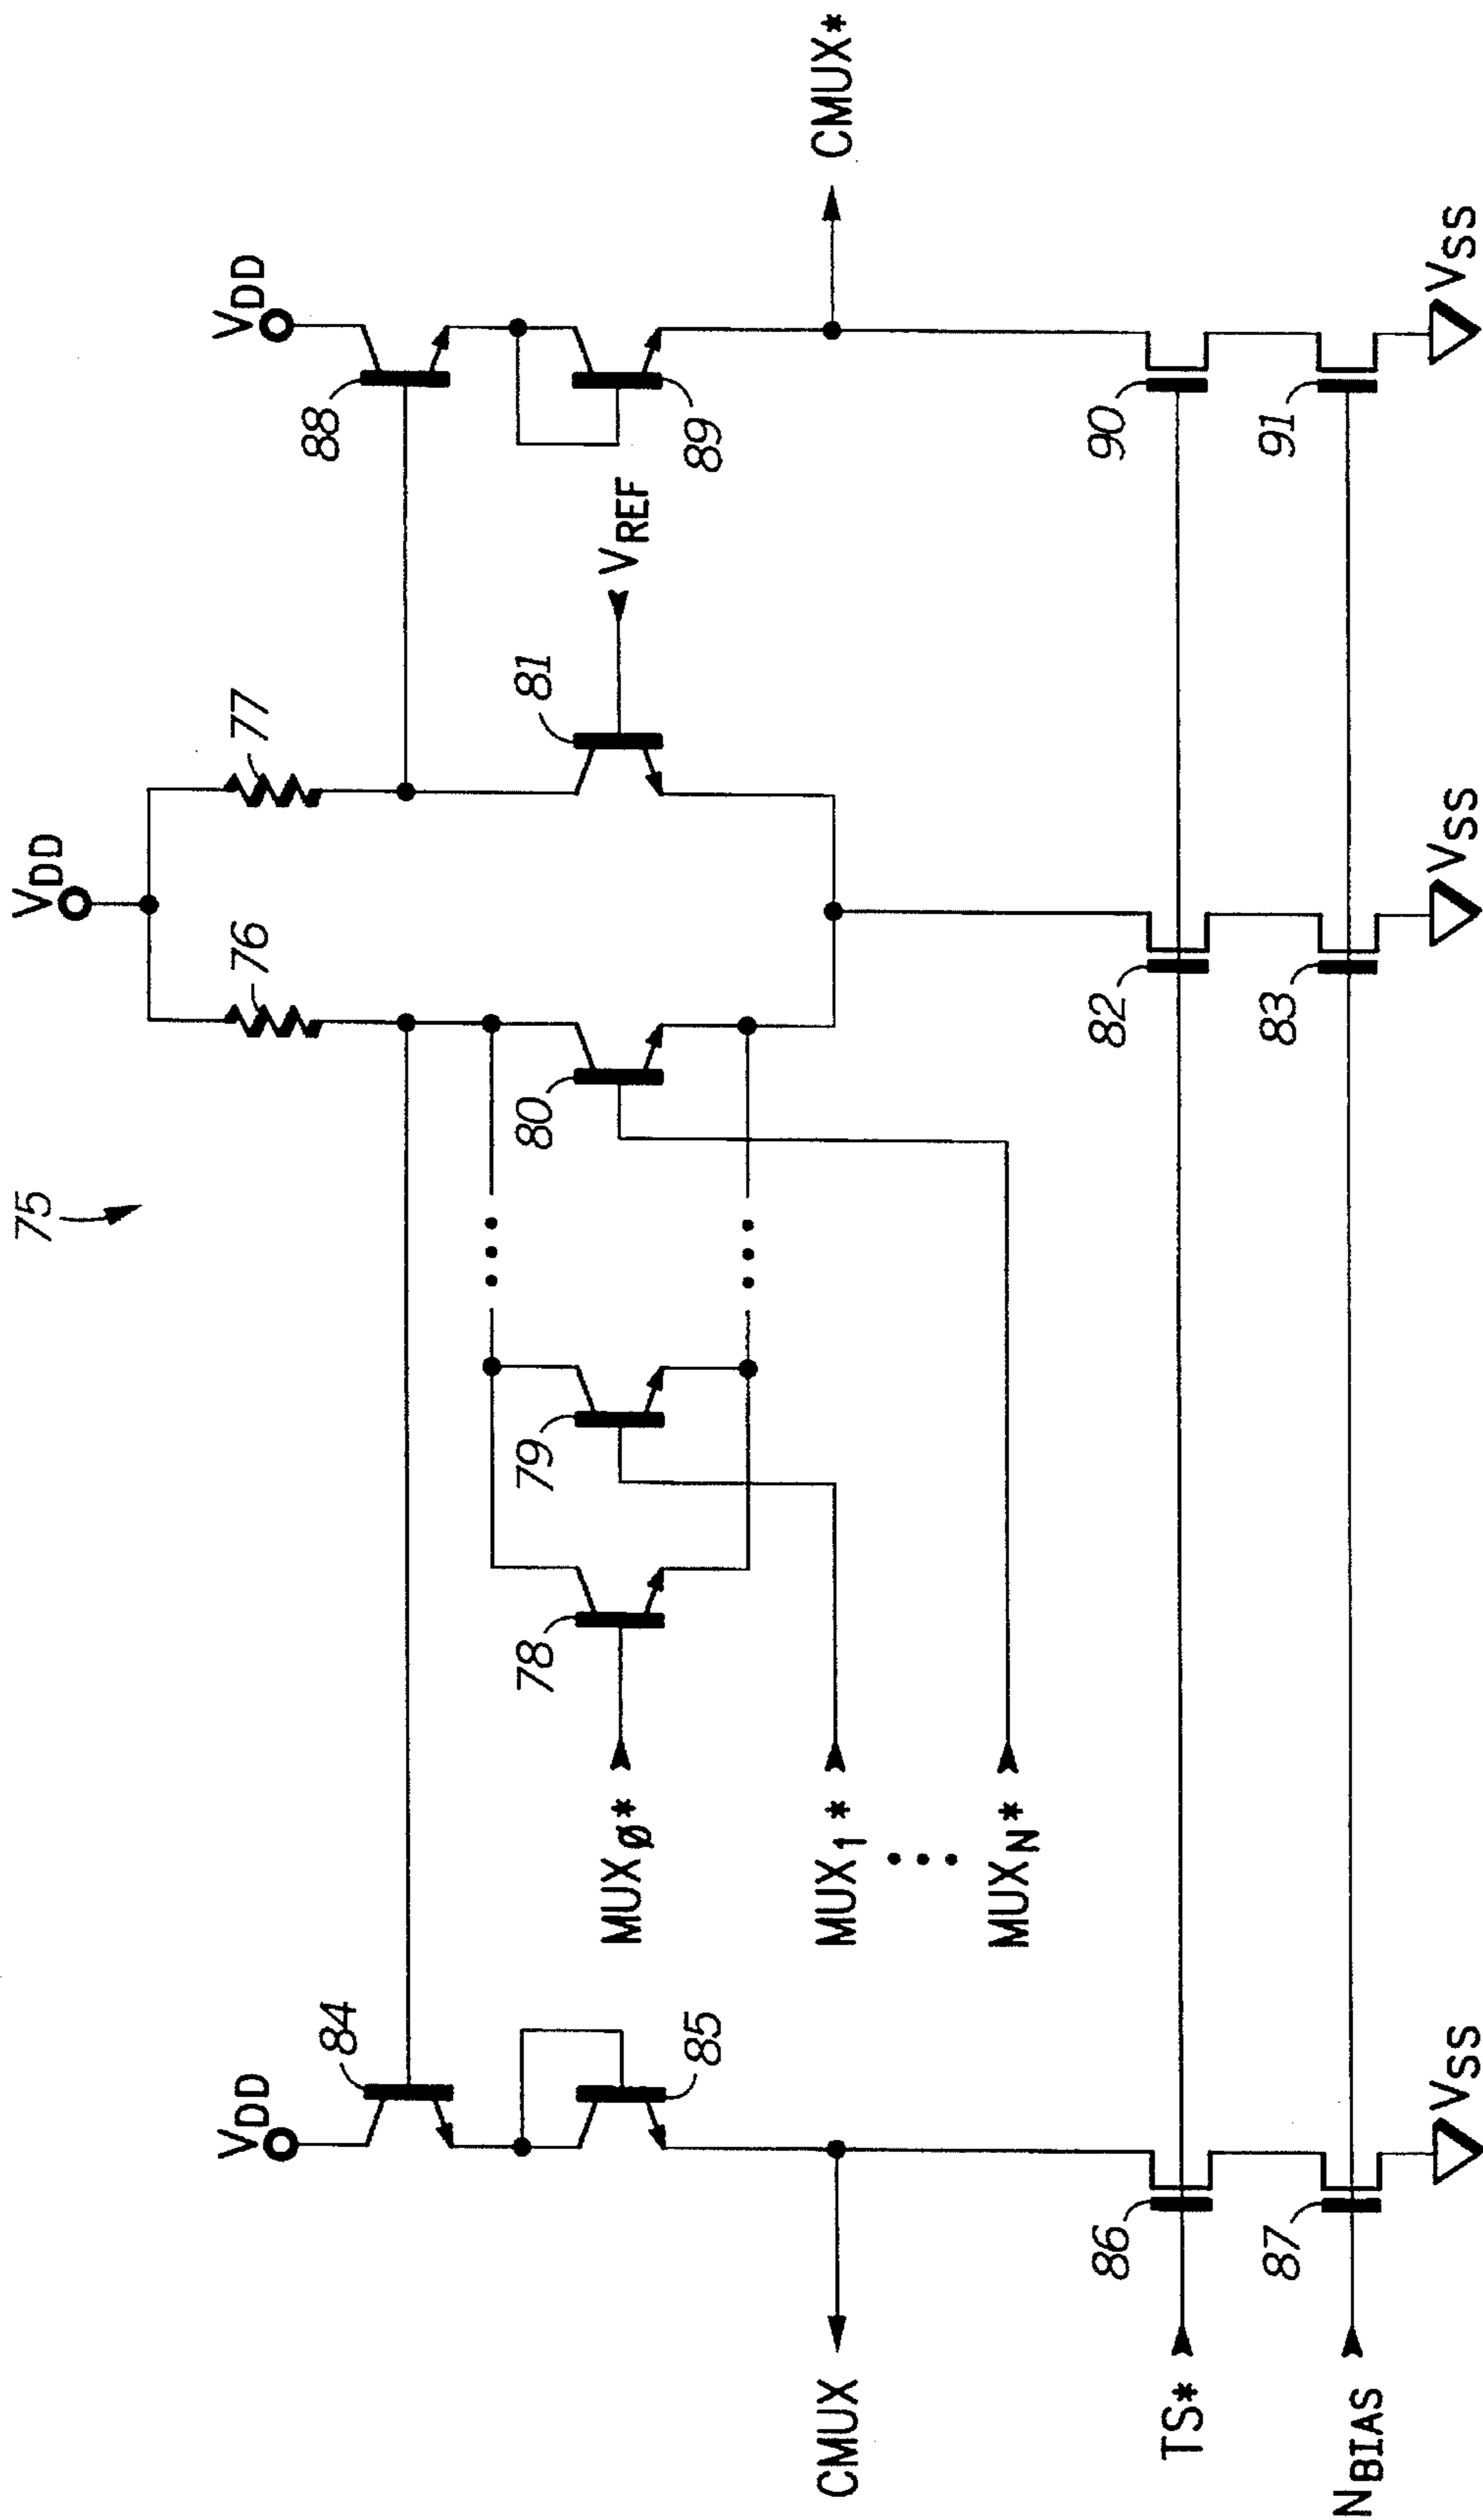 75
VDD
76
77
VDD
84
VDD
88
78
79
80
81
VREF
85
89
MUXØ*
MUX1*
MUXN*
CMUX
CMUX*
TS*
86
82
90
NBIAS
87
83
91
VSS
VSS
VSS